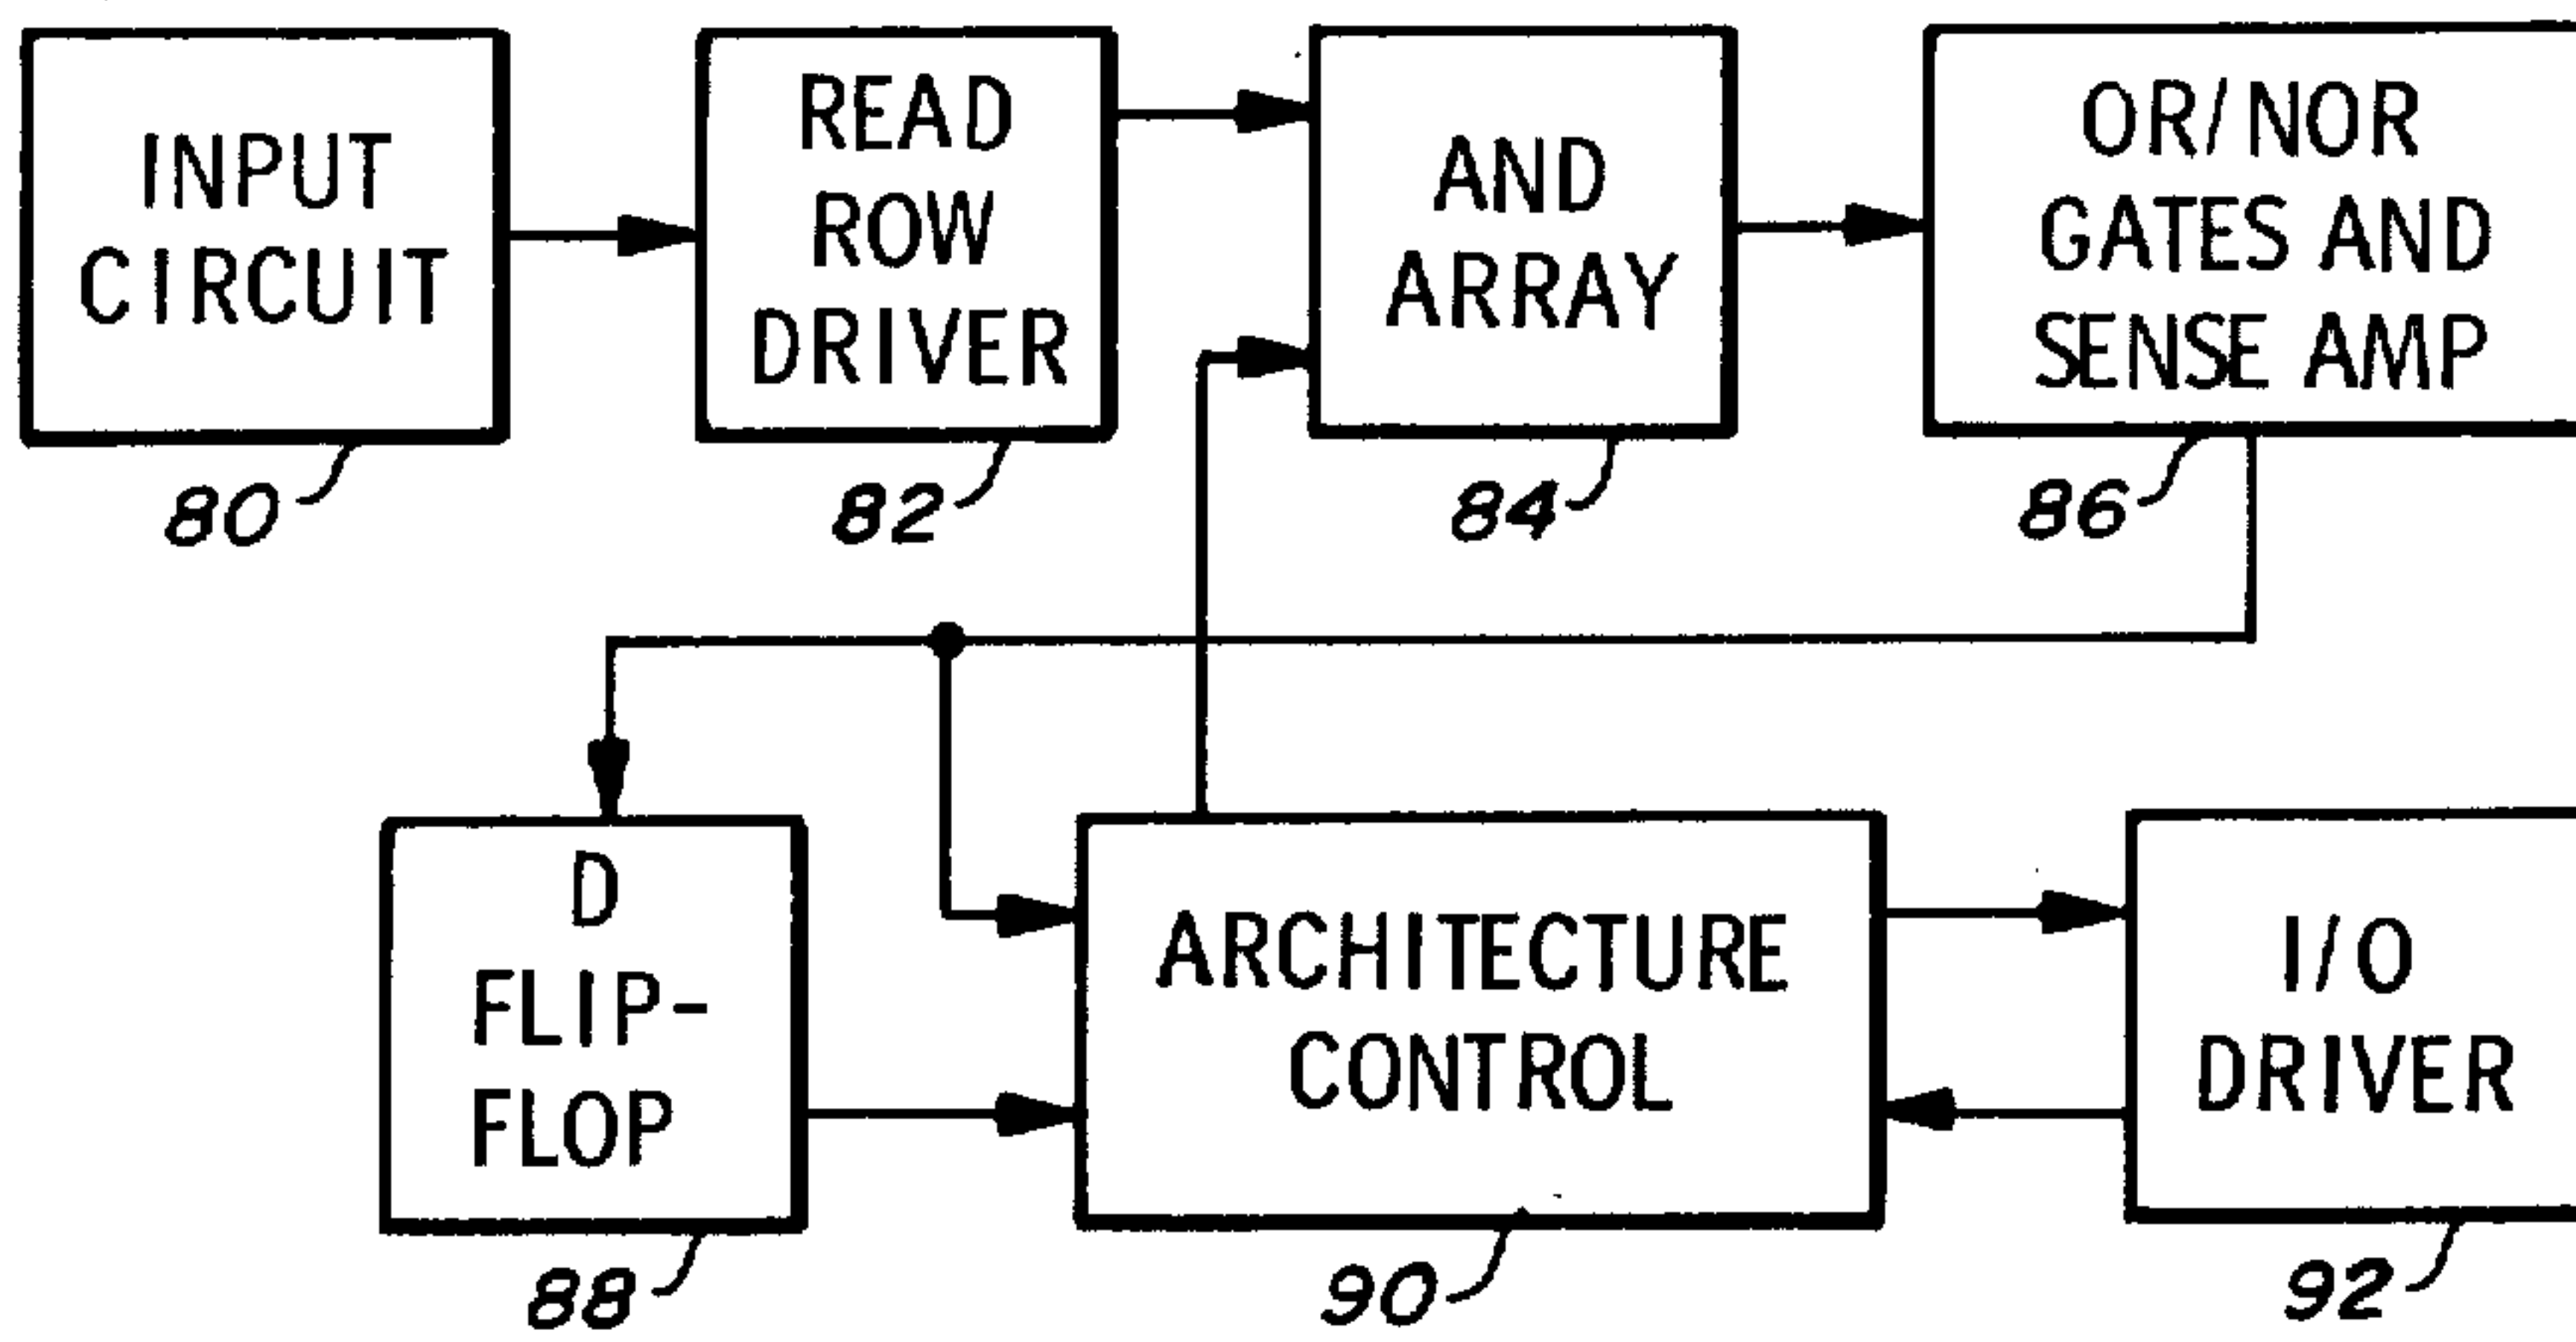 INPUT
CIRCUIT
80
READ
ROW
DRIVER
82
AND
ARRAY
84
OR/NOR
GATES AND
SENSE AMP
86
D
FLIP-
FLOP
88
ARCHITECTURE
CONTROL
90
I/O
DRIVER
92